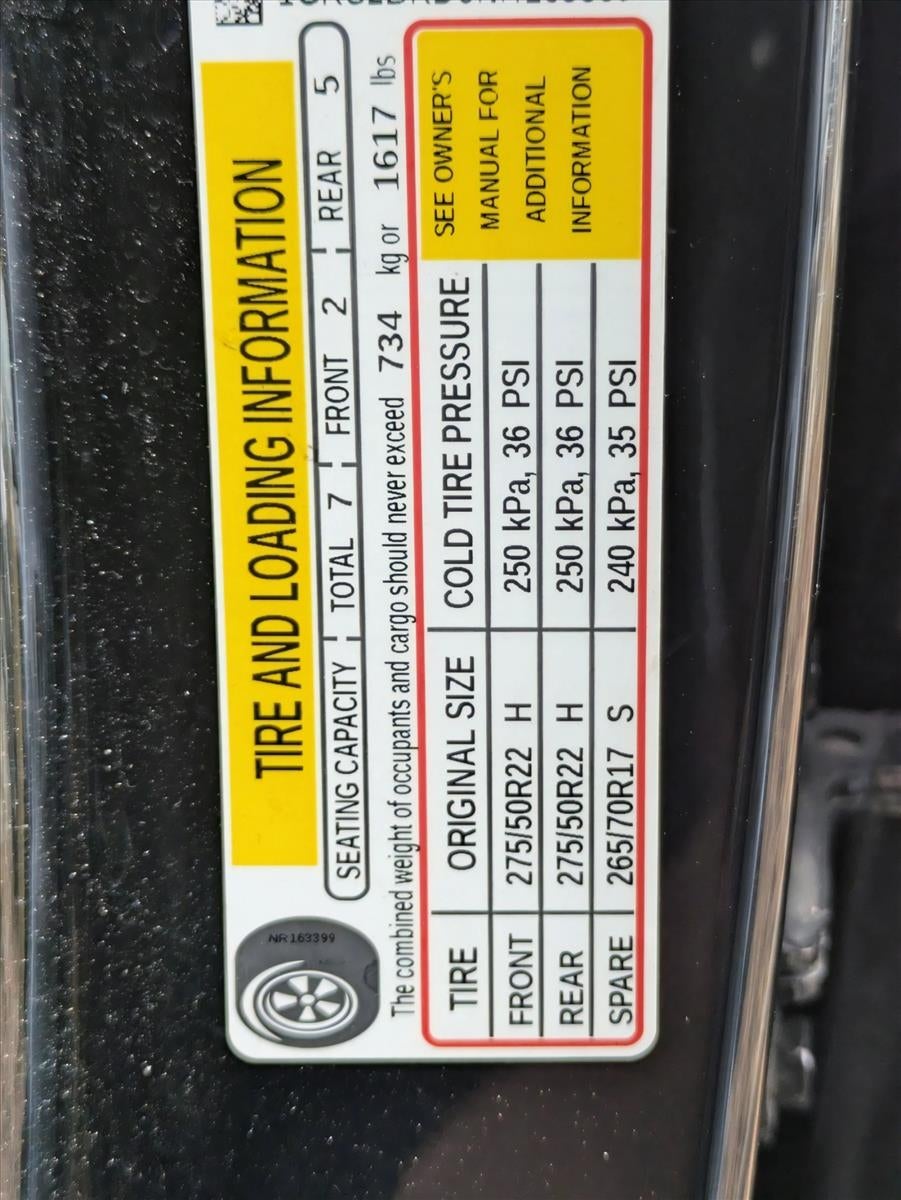 TIRE AND LOADING INFORMATION
SEATING CAPACITY TOTAL 7 FRONT 2 REAR 5
The combined weight of occupants and cargo should never exceed 734 kg or 1617 lbs
TIRE ORIGINAL SIZE COLD TIRE PRESSURE
FRONT 275/50R22 H 250 kPa, 36 PSI
REAR 275/50R22 H 250 kPa, 36 PSI
SPARE 265/70R17 S 240 kPa, 35 PSI
SEE OWNER'S
MANUAL FOR
ADDITIONAL
INFORMATION
NR163399